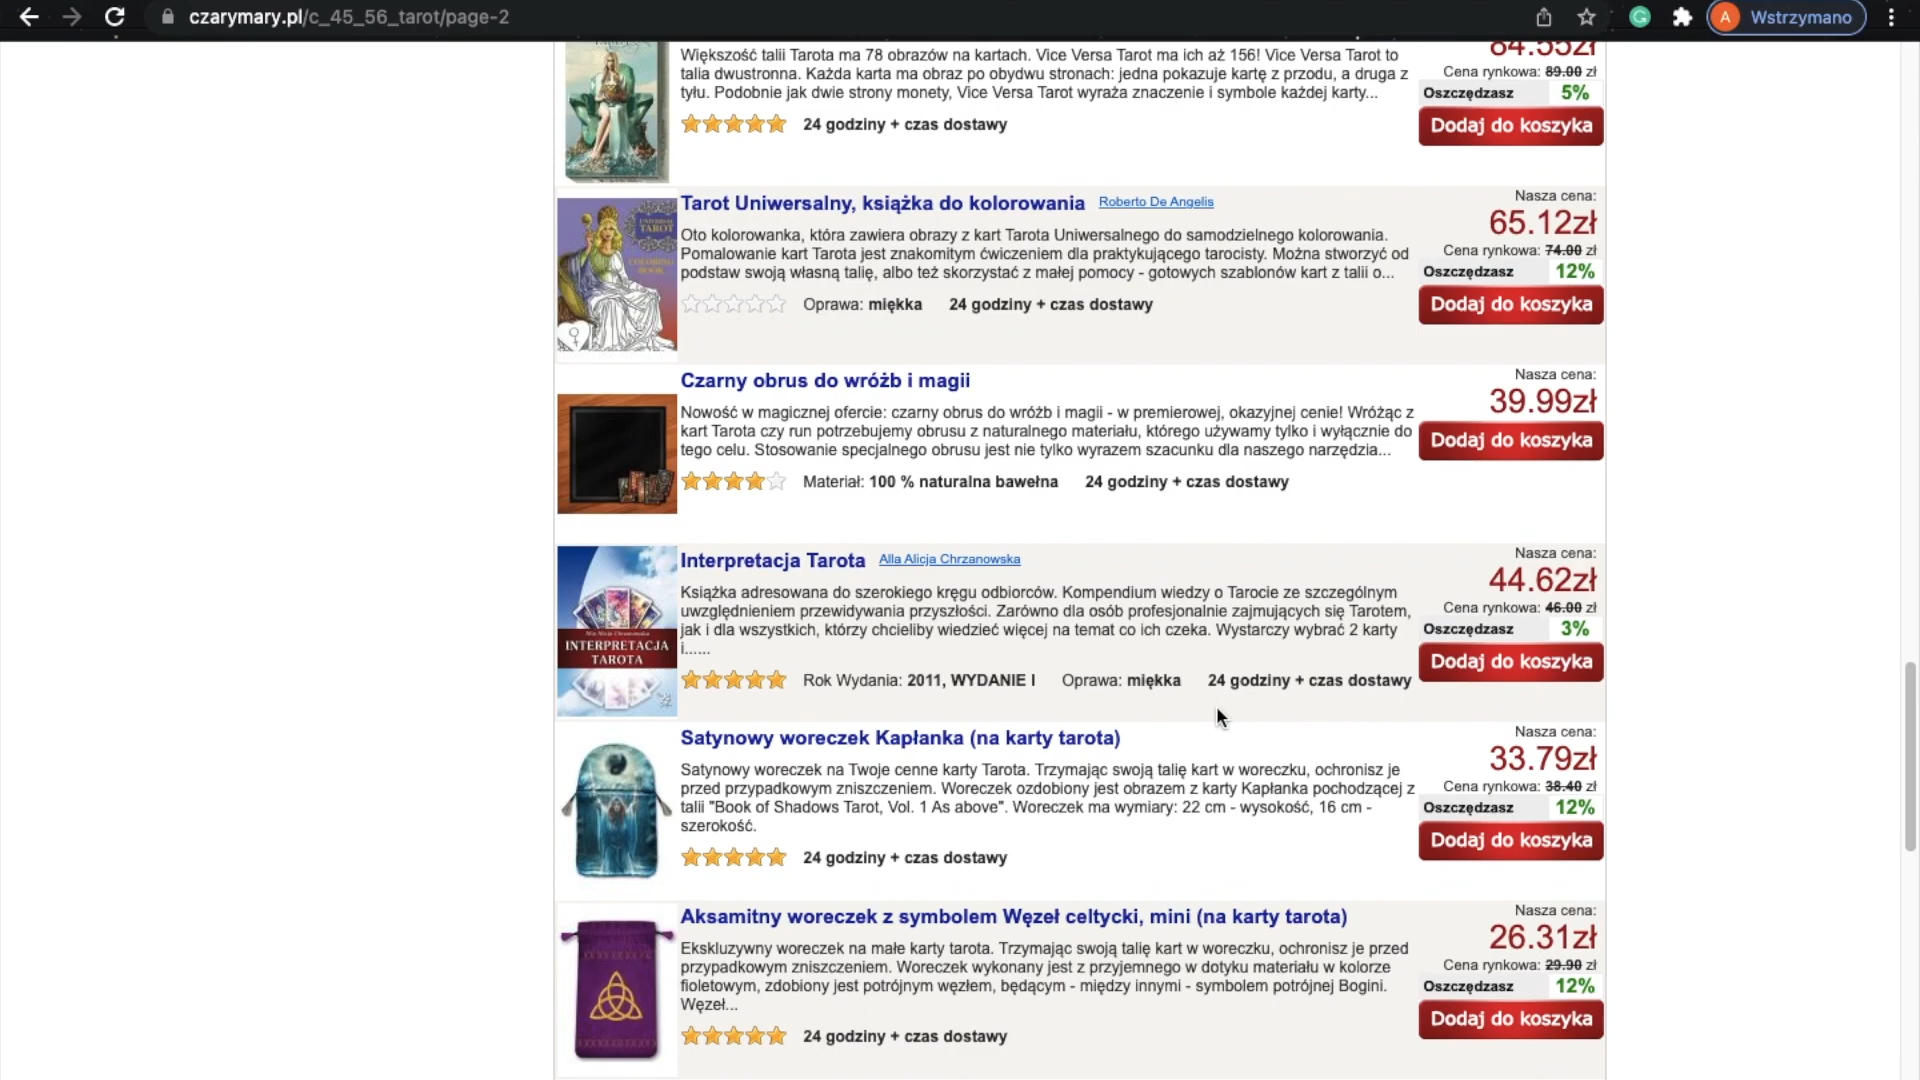 czarymary.pl/c_45_56_tarot/page-2
A Wstrzymano
Większość talii Tarota ma 78 obrazów na kartach. Vice Versa Tarot ma ich aż 156! Vice Versa Tarot to
talia dwustronna. Każda karta ma obraz po obydwu stronach: jedna pokazuje kartę z przodu, a druga z
tyłu. Podobnie jak dwie strony monety, Vice Versa Tarot wyraża znaczenie i symbole każdej karty...
24 godziny + czas dostawy
84.55zł
Cena rynkowa: 89.00 zł
Oszczędzasz 5%
Dodaj do koszyka
UNIVERSAL
TAROT
COLORING
BOOK
Tarot Uniwersalny, książka do kolorowania Roberto De Angelis
Oto kolorowanka, która zawiera obrazy z kart Tarota Uniwersalnego do samodzielnego kolorowania.
Pomalowanie kart Tarota jest znakomitym ćwiczeniem dla praktykującego tarocisty. Można stworzyć od
podstaw swoją własną talię, albo też skorzystać z małej pomocy - gotowych szablonów kart z talii o...
Oprawa: miękka 24 godziny + czas dostawy
Nasza cena:
65.12zł
Cena rynkowa: 74.00 zł
Oszczędzasz 12%
Dodaj do koszyka
Czarny obrus do wróżb i magii
Nowość w magicznej ofercie: czarny obrus do wróżb i magii - w premierowej, okazyjnej cenie! Wróżąc z
kart Tarota czy run potrzebujemy obrusu z naturalnego materiału, którego używamy tylko i wyłącznie do
tego celu. Stosowanie specjalnego obrusu jest nie tylko wyrazem szacunku dla naszego narzędzia...
Materiał: 100 % naturalna bawełna 24 godziny + czas dostawy
Nasza cena:
39.99zł
Dodaj do koszyka
Alla Alicja Chrzanowska
INTERPRETACJA
TAROTA
Interpretacja Tarota Alla Alicja Chrzanowska
Książka adresowana do szerokiego kręgu odbiorców. Kompendium wiedzy o Tarocie ze szczególnym
uwzględnieniem przewidywania przyszłości. Zarówno dla osób profesjonalnie zajmujących się Tarotem,
jak i dla wszystkich, którzy chcieliby wiedzieć więcej na temat co ich czeka. Wystarczy wybrać 2 karty
i......
Rok Wydania: 2011, WYDANIE I Oprawa: miękka 24 godziny + czas dostawy
Nasza cena:
44.62zł
Cena rynkowa: 46.00 zł
Oszczędzasz 3%
Dodaj do koszyka
Satynowy woreczek Kapłanka (na karty tarota)
Satynowy woreczek na Twoje cenne karty Tarota. Trzymając swoją talię kart w woreczku, ochronisz je
przed przypadkowym zniszczeniem. Woreczek ozdobiony jest obrazem z karty Kapłanka pochodzącej z
talii "Book of Shadows Tarot, Vol. 1 As above". Woreczek ma wymiary: 22 cm - wysokość, 16 cm -
szerokość.
24 godziny + czas dostawy
Nasza cena:
33.79zł
Cena rynkowa: 38.40 zł
Oszczędzasz 12%
Dodaj do koszyka
Aksamitny woreczek z symbolem Węzeł celtycki, mini (na karty tarota)
Ekskluzywny woreczek na małe karty tarota. Trzymając swoją talię kart w woreczku, ochronisz je przed
przypadkowym zniszczeniem. Woreczek wykonany jest z przyjemnego w dotyku materiału w kolorze
fioletowym, zdobiony jest potrójnym węzłem, będącym - między innymi - symbolem potrójnej Bogini.
Węzeł...
24 godziny + czas dostawy
Nasza cena:
26.31zł
Cena rynkowa: 29.90 zł
Oszczędzasz 12%
Dodaj do koszyka